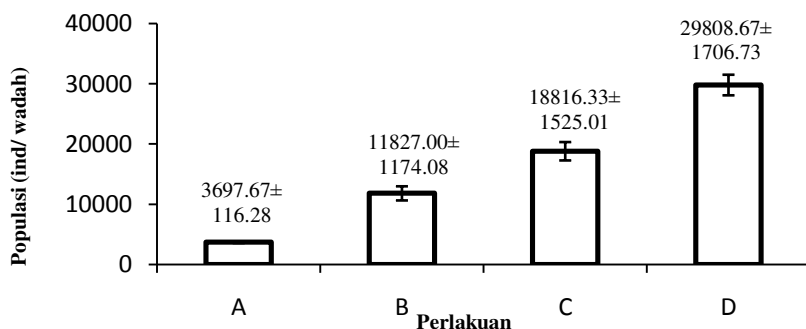 Populasi (ind/ wadah)
40000
30000
20000
10000
0
3697.67±
116.28
11827.00±
1174.08
18816.33±
1525.01
29808.67±
1706.73
A
B
C
D
Perlakuan